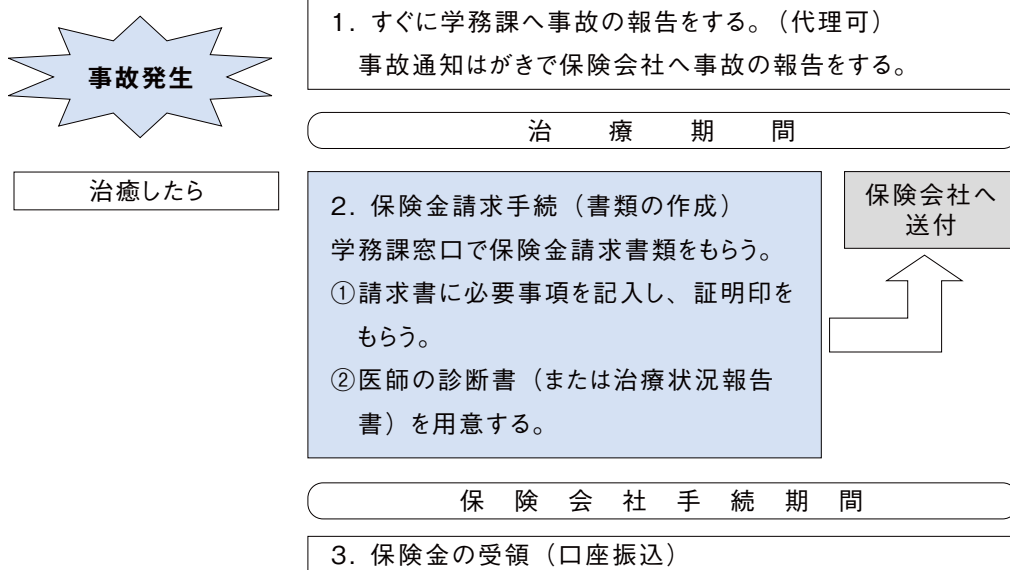 事故発生
1. すぐに学務課へ事故の報告をする。(代理可)
事故通知はがきで保険会社へ事故の報告をする。
治療期間
治癒したら
2. 保険金請求手続(書類の作成)
学務課窓口で保険金請求書類をもらう。
①請求書に必要事項を記入し、証明印を
もらう。
②医師の診断書(または治療状況報告
書)を用意する。
保険会社へ
送付
保険会社手続期間
3. 保険金の受領(口座振込)